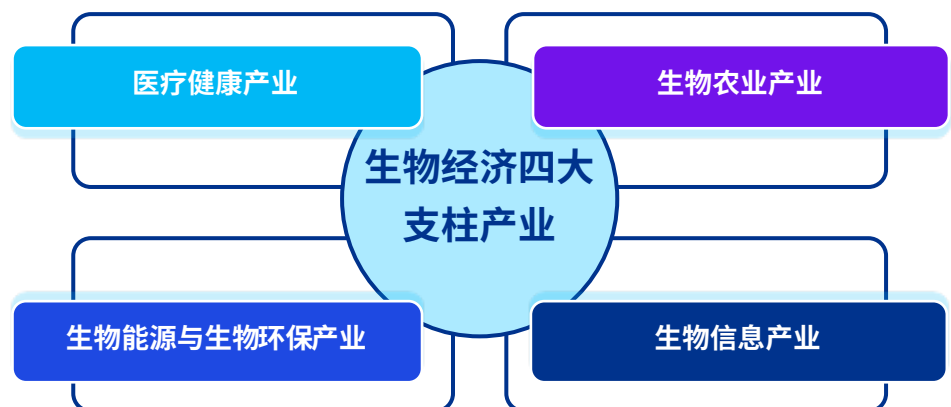 医疗健康产业
生物农业产业
生物经济四大
支柱产业
生物能源与生物环保产业
生物信息产业